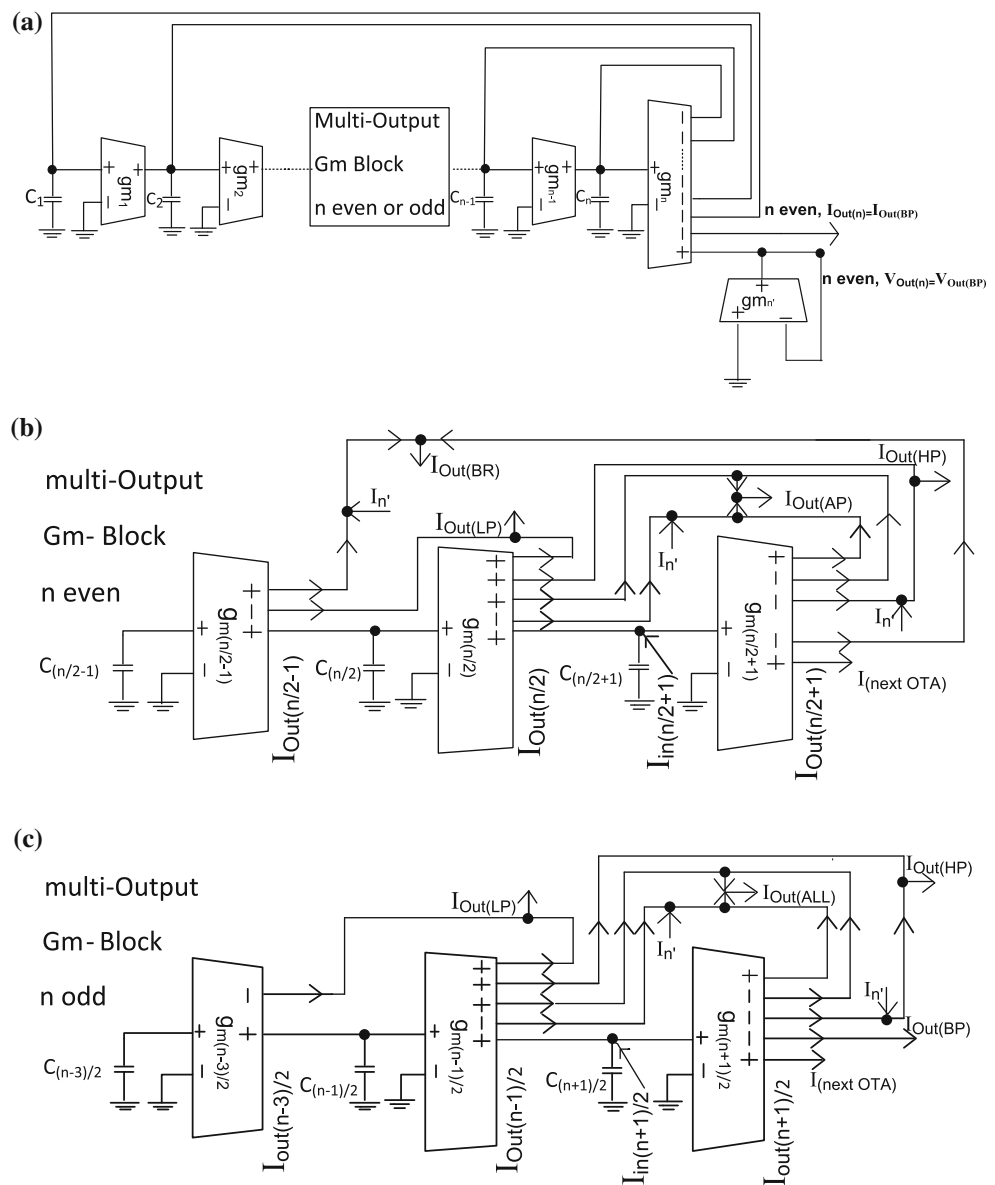 (a)
Multi-Output
Gm Block
n even or odd
C1
gm1
C2
gm2
Cn-1
gmn-1
Cn
gmn
n even, IOut(n)=IOut(BP)
n even, VOut(n)=VOut(BP)
gmn'
(b)
multi-Output
Gm- Block
n even
IOut(BR)
In'
IOut(LP)
In'
IOut(AP)
IOut(HP)
In'
C(n/2-1)
gm(n/2-1)
IOut(n/2-1)
C(n/2)
gm(n/2)
IOut(n/2)
C(n/2+1)
Iin(n/2+1)
gm(n/2+1)
IOut(n/2+1)
I(next OTA)
(c)
multi-Output
Gm- Block
n odd
IOut(LP)
In'
IOut(ALL)
IOut(HP)
In'
IOut(BP)
I(next OTA)
C(n-3)/2
gm(n-3)/2
Iout(n-3)/2
C(n-1)/2
gm(n-1)/2
IOut(n-1)/2
C(n+1)/2
Iin(n+1)/2
gm(n+1)/2
Iout(n+1)/2